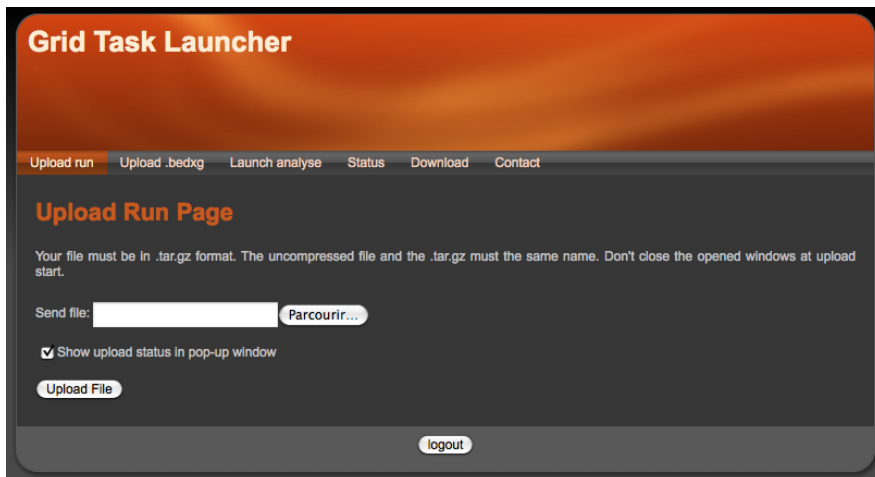 Grid Task Launcher
Upload run Upload .bedxg Launch analyse Status Download Contact
Upload Run Page
Your file must be in .tar.gz format. The uncompressed file and the .tar.gz must the same name. Don't close the opened windows at upload
start.
Send file: Parcourir...
Show upload status in pop-up window
Upload File
logout